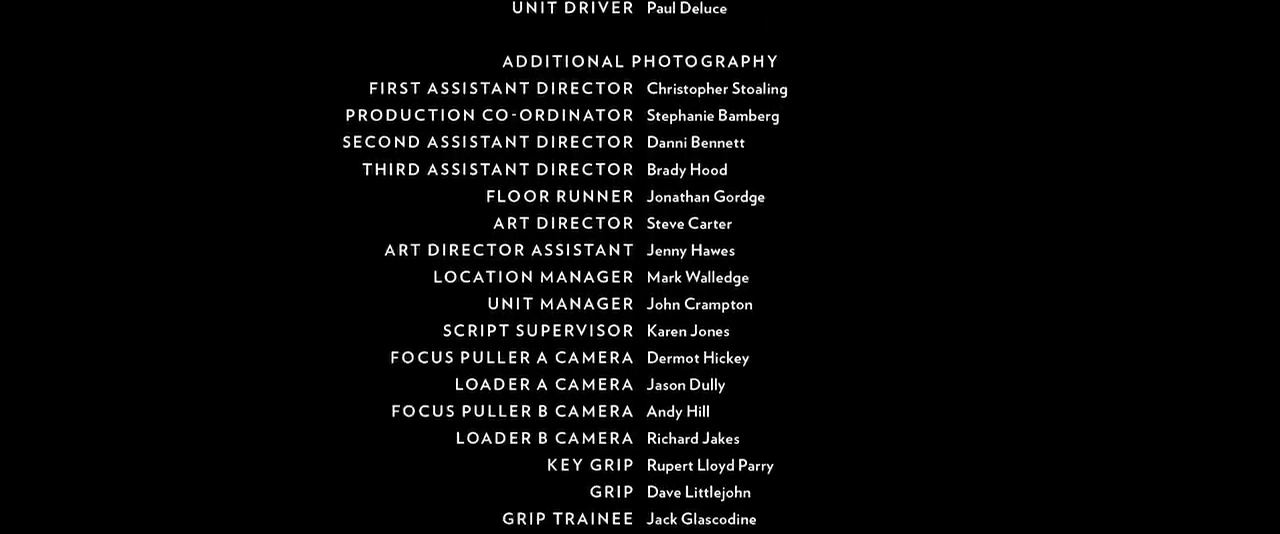 UNIT DRIVER Paul Deluce
ADDITIONAL PHOTOGRAPHY
FIRST ASSISTANT DIRECTOR Christopher Stoaling
PRODUCTION CO-ORDINATOR Stephanie Bamberg
SECOND ASSISTANT DIRECTOR Danni Bennett
THIRD ASSISTANT DIRECTOR Brady Hood
FLOOR RUNNER Jonathan Gordge
ART DIRECTOR Steve Carter
ART DIRECTOR ASSISTANT Jenny Hawes
LOCATION MANAGER Mark Walledge
UNIT MANAGER John Crampton
SCRIPT SUPERVISOR Karen Jones
FOCUS PULLER A CAMERA Dermot Hickey
LOADER A CAMERA Jason Dully
FOCUS PULLER B CAMERA Andy Hill
LOADER B CAMERA Richard Jakes
KEY GRIP Rupert Lloyd Parry
GRIP Dave Littlejohn
GRIP TRAINEE Jack Glascodine